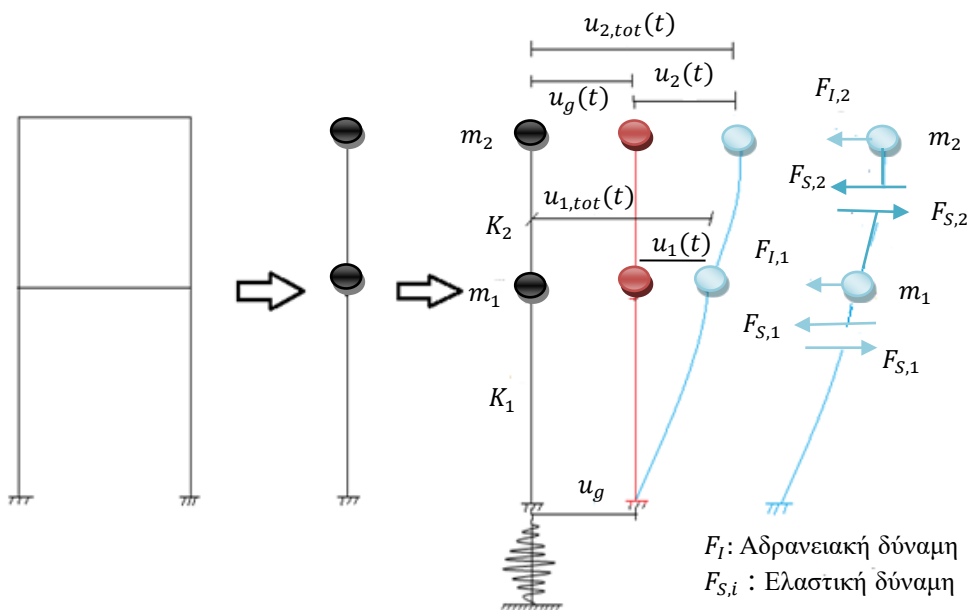 u_{2,tot}(t)
u_g(t)
u_2(t)
F_{I,2}
m_2
m_2
F_{S,2}
u_{1,tot}(t)
F_{S,2}
K_2
u_1(t)
F_{I,1}
m_1
m_1
F_{S,1}
F_{S,1}
K_1
u_g
F_I: Αδρανειακή δύναμη
F_{S,i} : Ελαστική δύναμη